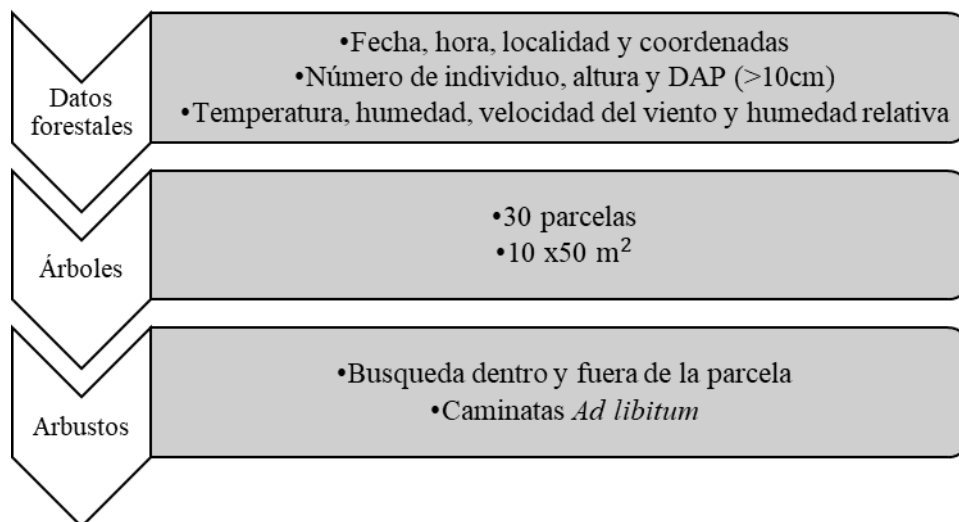 Datos
forestales
•Fecha, hora, localidad y coordenadas
•Número de individuo, altura y DAP (>10cm)
•Temperatura, humedad, velocidad del viento y humedad relativa
Árboles
•30 parcelas
•10 x50 m²
Arbustos
•Busqueda dentro y fuera de la parcela
•Caminatas Ad libitum